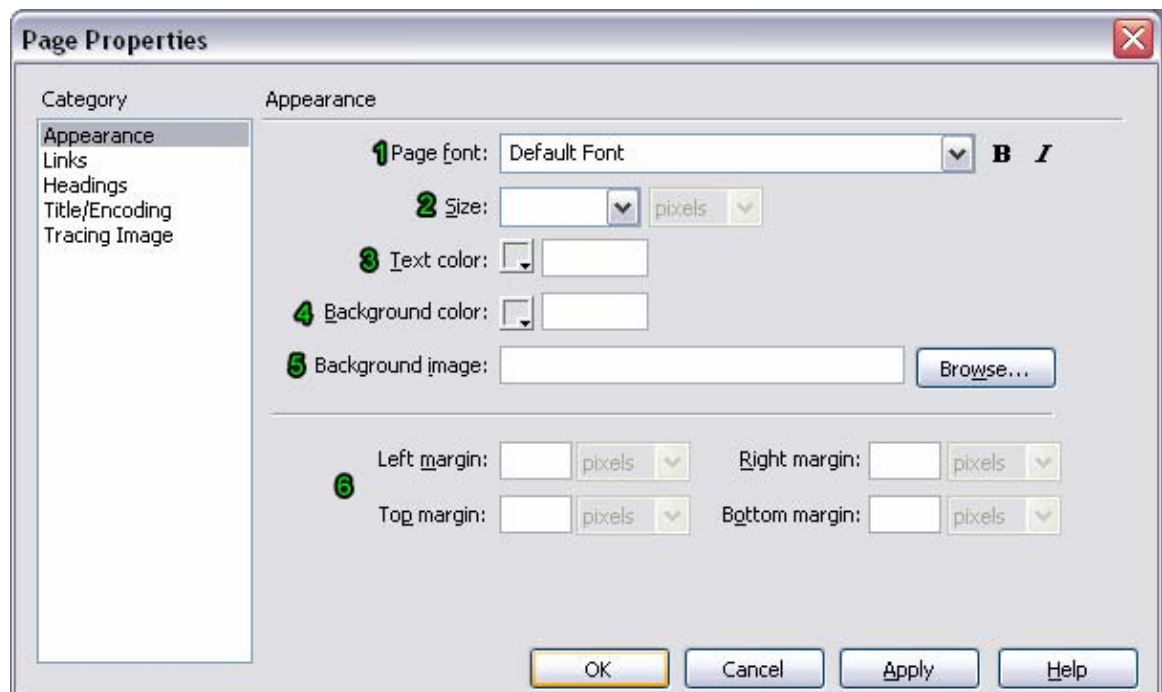 Page Properties
Category
Appearance
Links
Headings
Title/Encoding
Tracing Image
Appearance
1 Page font: Default Font B I
2 Size: pixels
3 Text color:
4 Background color:
5 Background image: Browse...
6
Left margin: pixels Right margin: pixels
Top margin: pixels Bottom margin: pixels
OK Cancel Apply Help